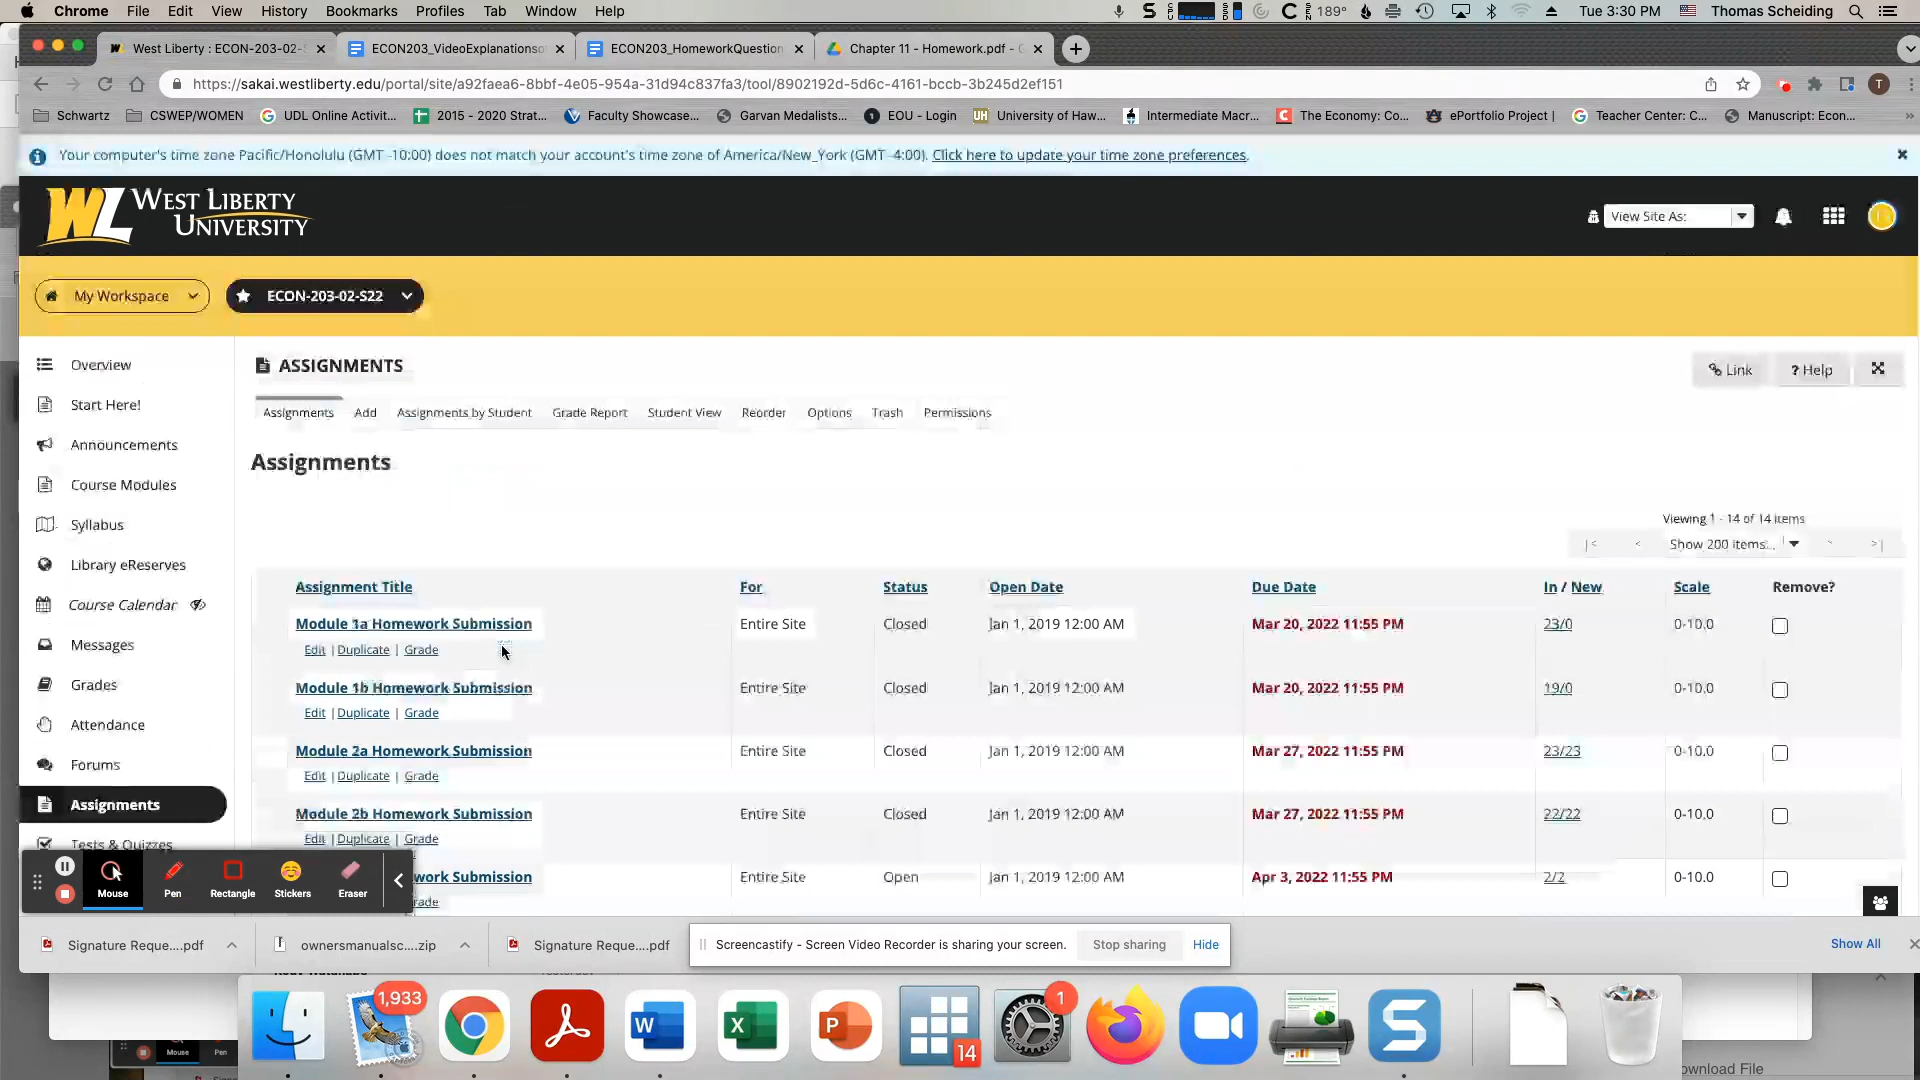 Chrome File Edit View History Bookmarks Profiles Tab Window Help 189° Tue 3:30 PM Thomas Scheiding
West Liberty : ECON-203-02-S ECON203_VideoExplanationso ECON203_HomeworkQuestion Chapter 11 - Homework.pdf - G
https://sakai.westliberty.edu/portal/site/a92faea6-8bbf-4e05-954a-31d94c837fa3/tool/8902192d-5d6c-4161-bccb-3b245d2ef151 T
Schwartz CSWEP/WOMEN UDL Online Activit... 2015 - 2020 Strat... Faculty Showcase... Garvan Medalists... EOU - Login University of Haw... Intermediate Macr... The Economy: Co... ePortfolio Project | Teacher Center: C... Manuscript: Econ...
Your computer's time zone Pacific/Honolulu (GMT -10:00) does not match your account's time zone of America/New_York (GMT -4:00). Click here to update your time zone preferences.
WL WEST LIBERTY
UNIVERSITY
View Site As:
My Workspace ECON-203-02-S22
Overview
Start Here!
Announcements
Course Modules
Syllabus
Library eReserves
Course Calendar
Messages
Grades
Attendance
Forums
Assignments
Tests & Quizzes
ASSIGNMENTS
Link ? Help
Assignments Add Assignments by Student Grade Report Student View Reorder Options Trash Permissions
Assignments
Viewing 1 - 14 of 14 items
|< < Show 200 items... > >|
Assignment Title For Status Open Date Due Date In / New Scale Remove?
Module 1a Homework Submission Entire Site Closed Jan 1, 2019 12:00 AM Mar 20, 2022 11:55 PM 23/0 0-10.0
Edit | Duplicate | Grade
Module 1b Homework Submission Entire Site Closed Jan 1, 2019 12:00 AM Mar 20, 2022 11:55 PM 19/0 0-10.0
Edit | Duplicate | Grade
Module 2a Homework Submission Entire Site Closed Jan 1, 2019 12:00 AM Mar 27, 2022 11:55 PM 23/23 0-10.0
Edit | Duplicate | Grade
Module 2b Homework Submission Entire Site Closed Jan 1, 2019 12:00 AM Mar 27, 2022 11:55 PM 22/22 0-10.0
Edit | Duplicate | Grade
work Submission Entire Site Open Jan 1, 2019 12:00 AM Apr 3, 2022 11:55 PM 2/2 0-10.0
rade
Mouse Pen Rectangle Stickers Eraser
Signature Reque....pdf ownersmanualsc....zip Signature Reque....pdf Screencastify - Screen Video Recorder is sharing your screen. Stop sharing Hide Show All
1,933 1 14
W X P S
Mouse Pen
ownload File